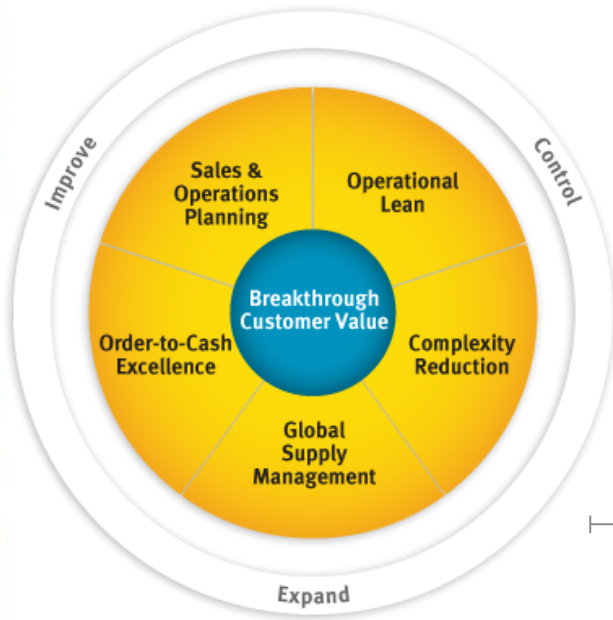 Improve
Control
Sales &
Operations
Planning
Operational
Lean
Breakthrough
Customer Value
Order-to-Cash
Excellence
Complexity
Reduction
Global
Supply
Management
Expand